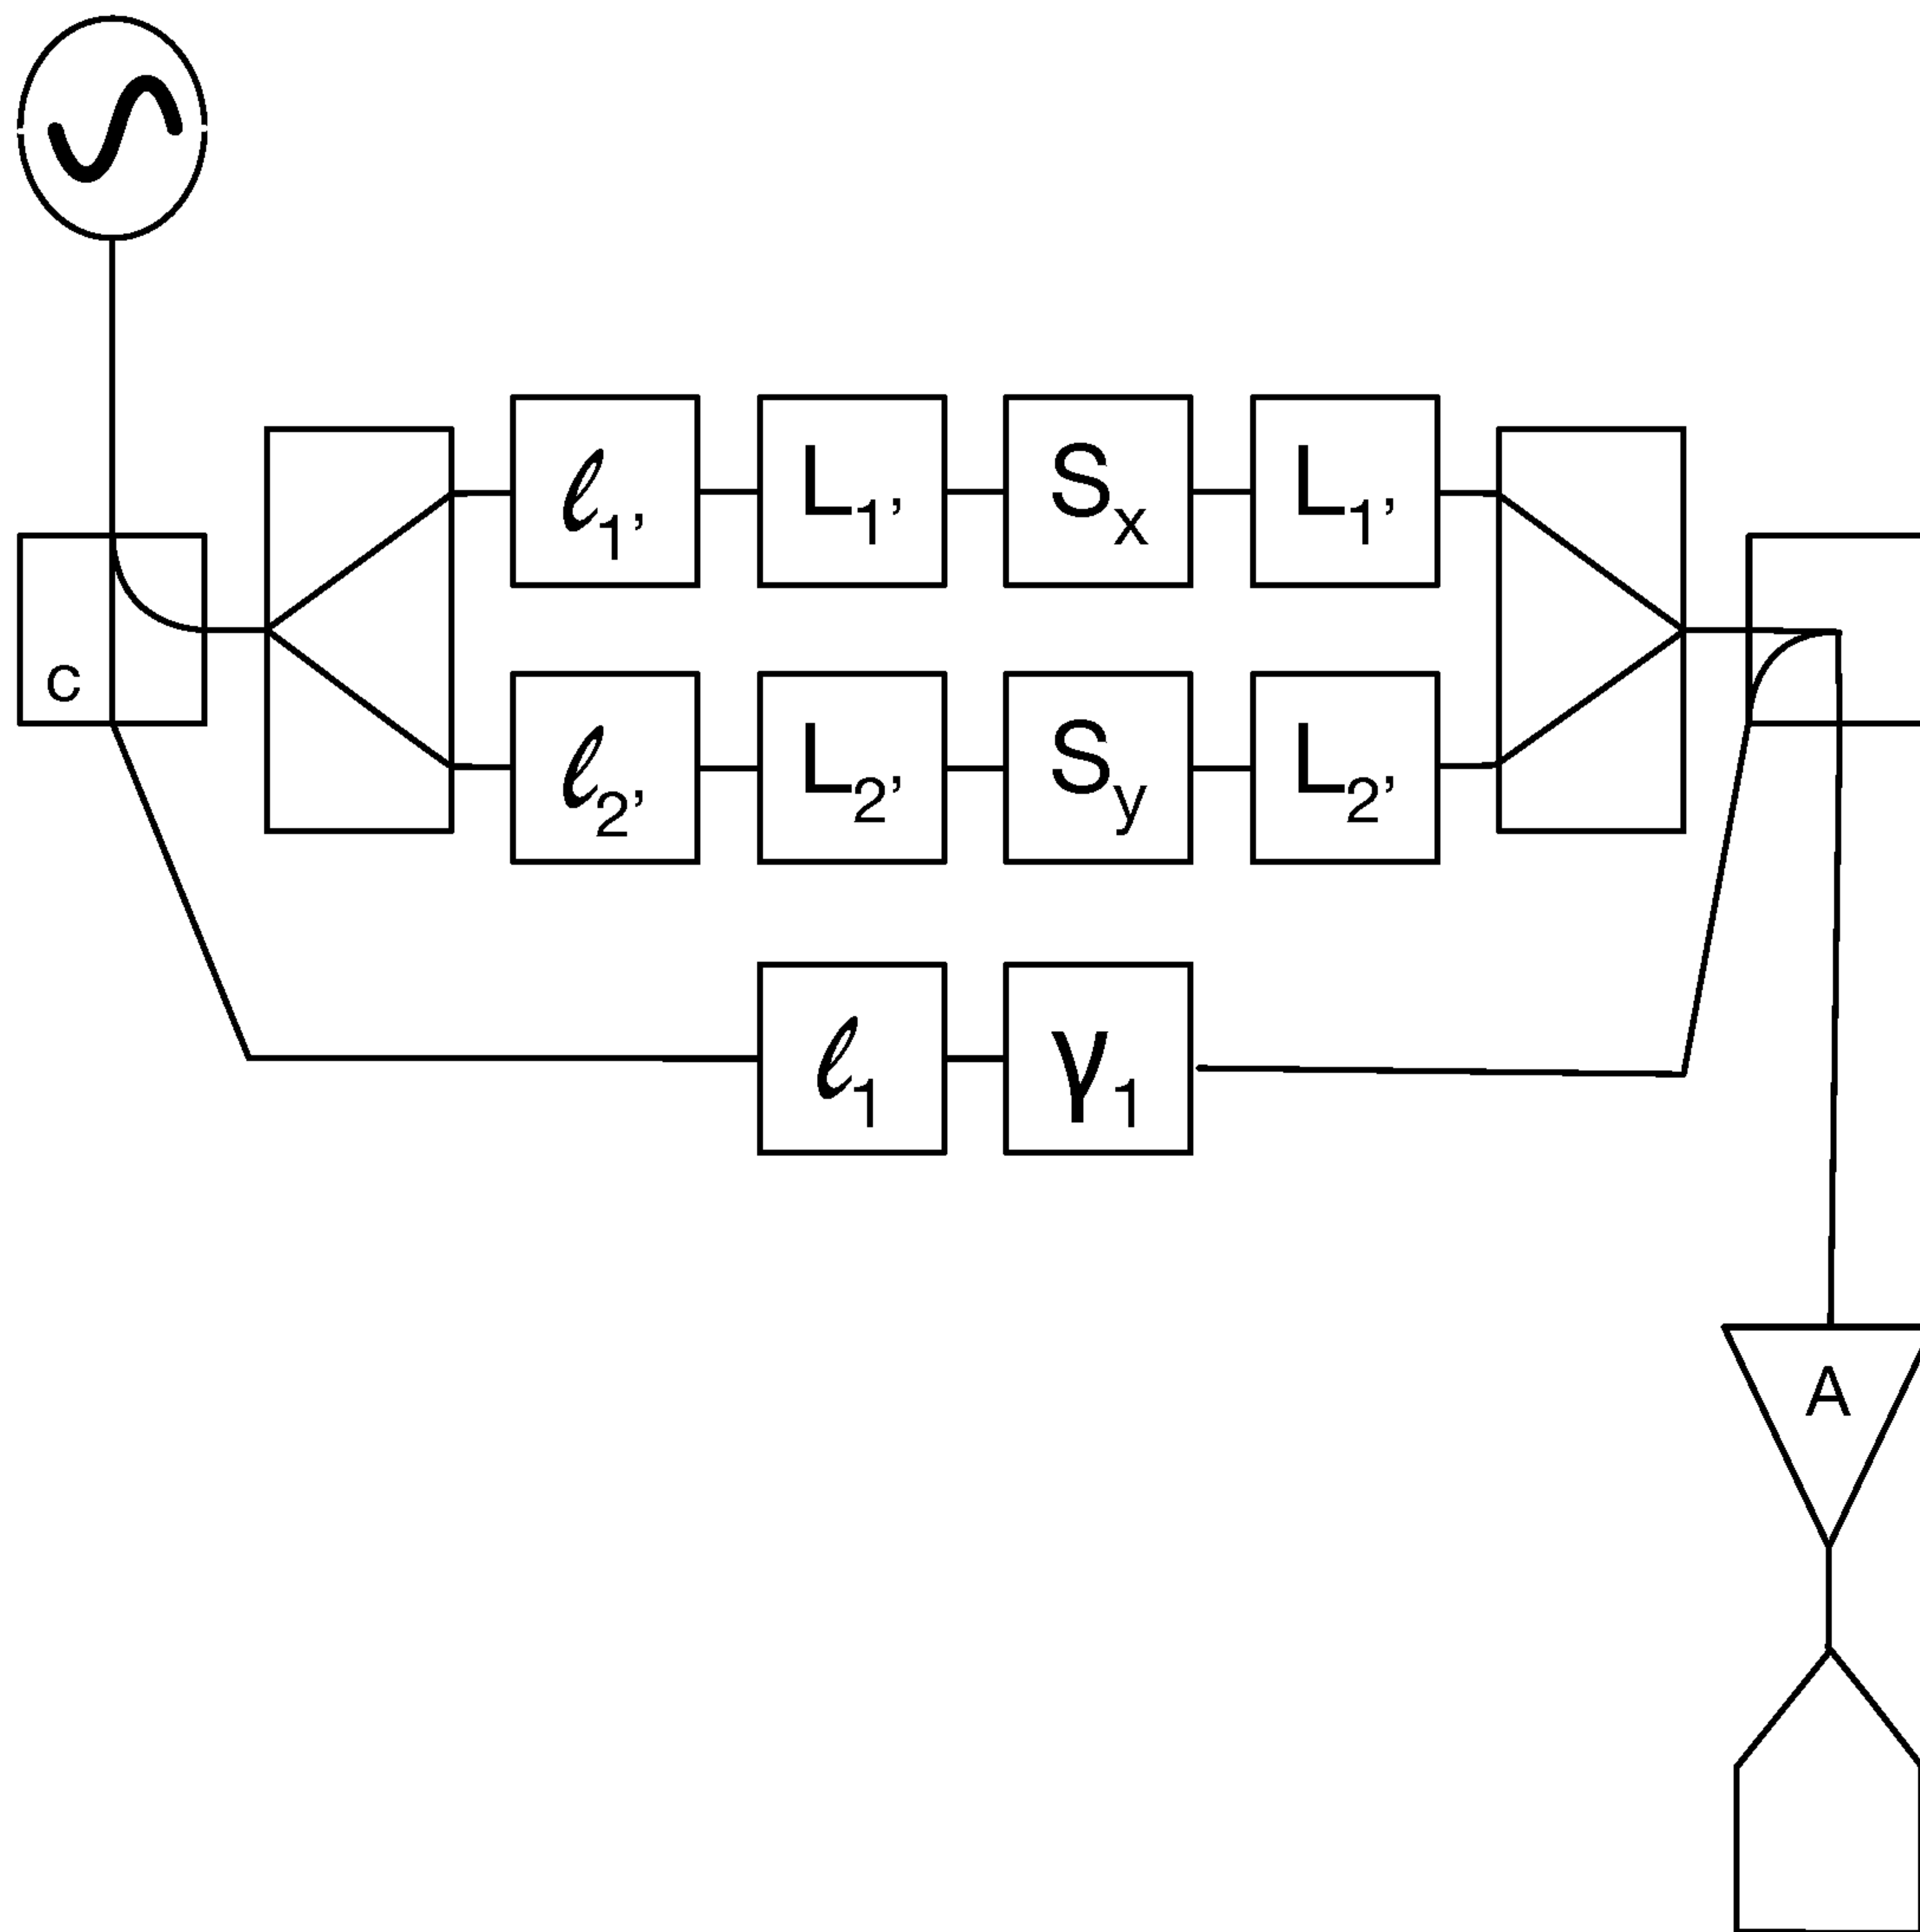 ℓ1, L1, Sx L1,
C
ℓ2, L2, Sy L2,
ℓ1 γ1
A